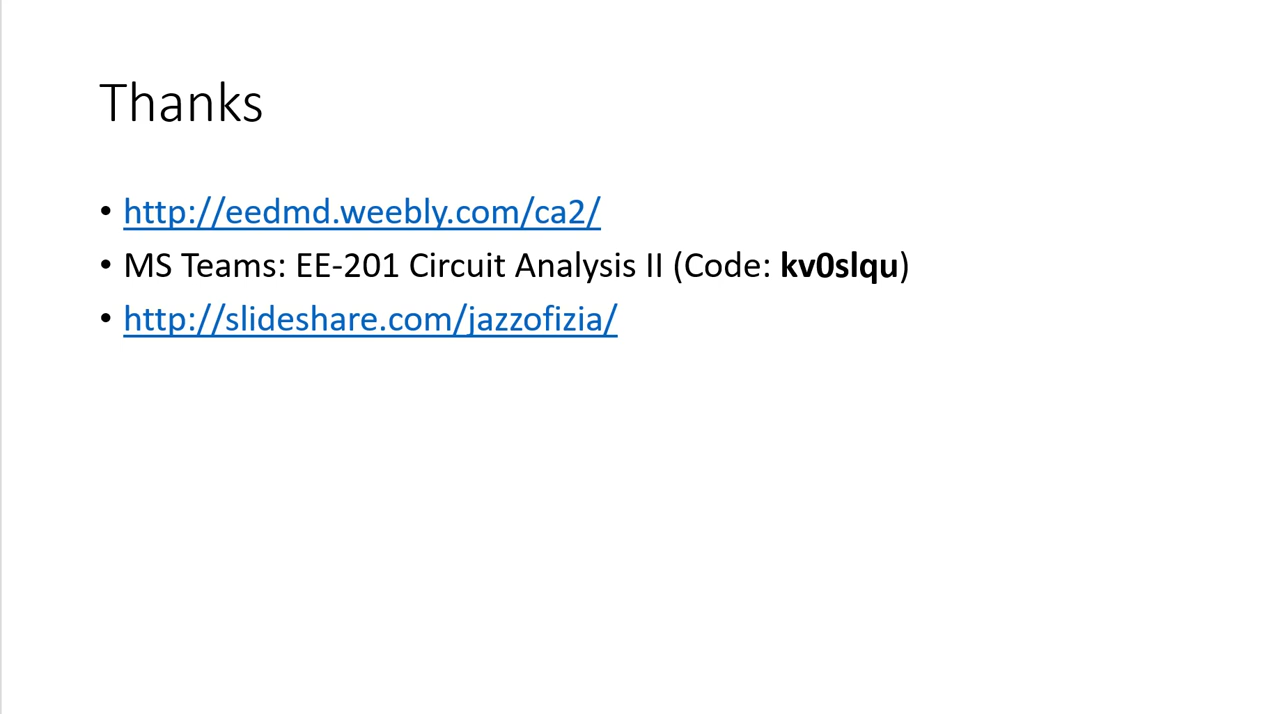 Thanks
• http://eedmd.weebly.com/ca2/
• MS Teams: EE-201 Circuit Analysis II (Code: kv0slqu)
• http://slideshare.com/jazzofizia/